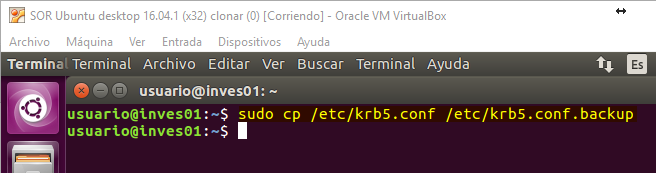 SOR Ubuntu desktop 16.04.1 (x32) clonar (0) [Corriendo] - Oracle VM VirtualBox
Archivo Máquina Ver Entrada Dispositivos Ayuda
Terminal Terminal Archivo Editar Ver Buscar Terminal Ayuda Es
usuario@inves01: ~
usuario@inves01:~$ sudo cp /etc/krb5.conf /etc/krb5.conf.backup
usuario@inves01:~$